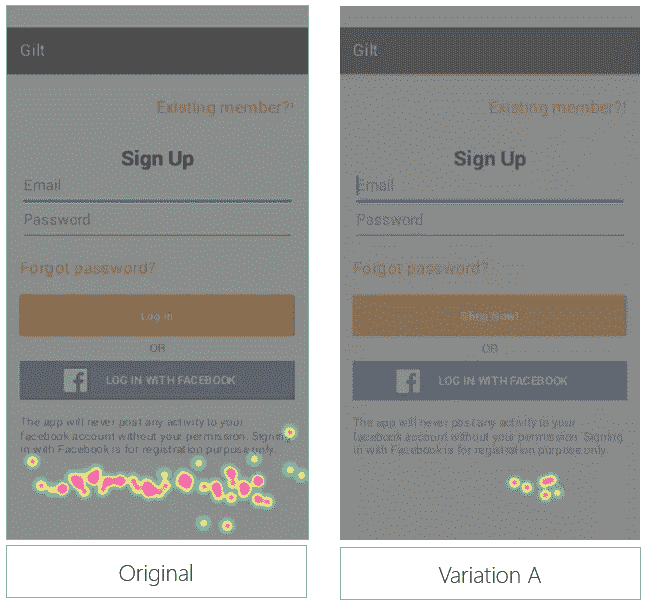 Gilt
Existing member?!
Sign Up
Email
Password
Forgot password?
Log in
OR
LOG IN WITH FACEBOOK
The app will never post any activity to your
facebook account without your permission. Signing
in with Facebook is for registration purpose only.
Original
Gilt
Existing member?!
Sign Up
Email
Password
Forgot password?
Shop Now!
OR
LOG IN WITH FACEBOOK
The app will never post any activity to your
facebook account without your permission. Signing
in with Facebook is for registration purpose only.
Variation A